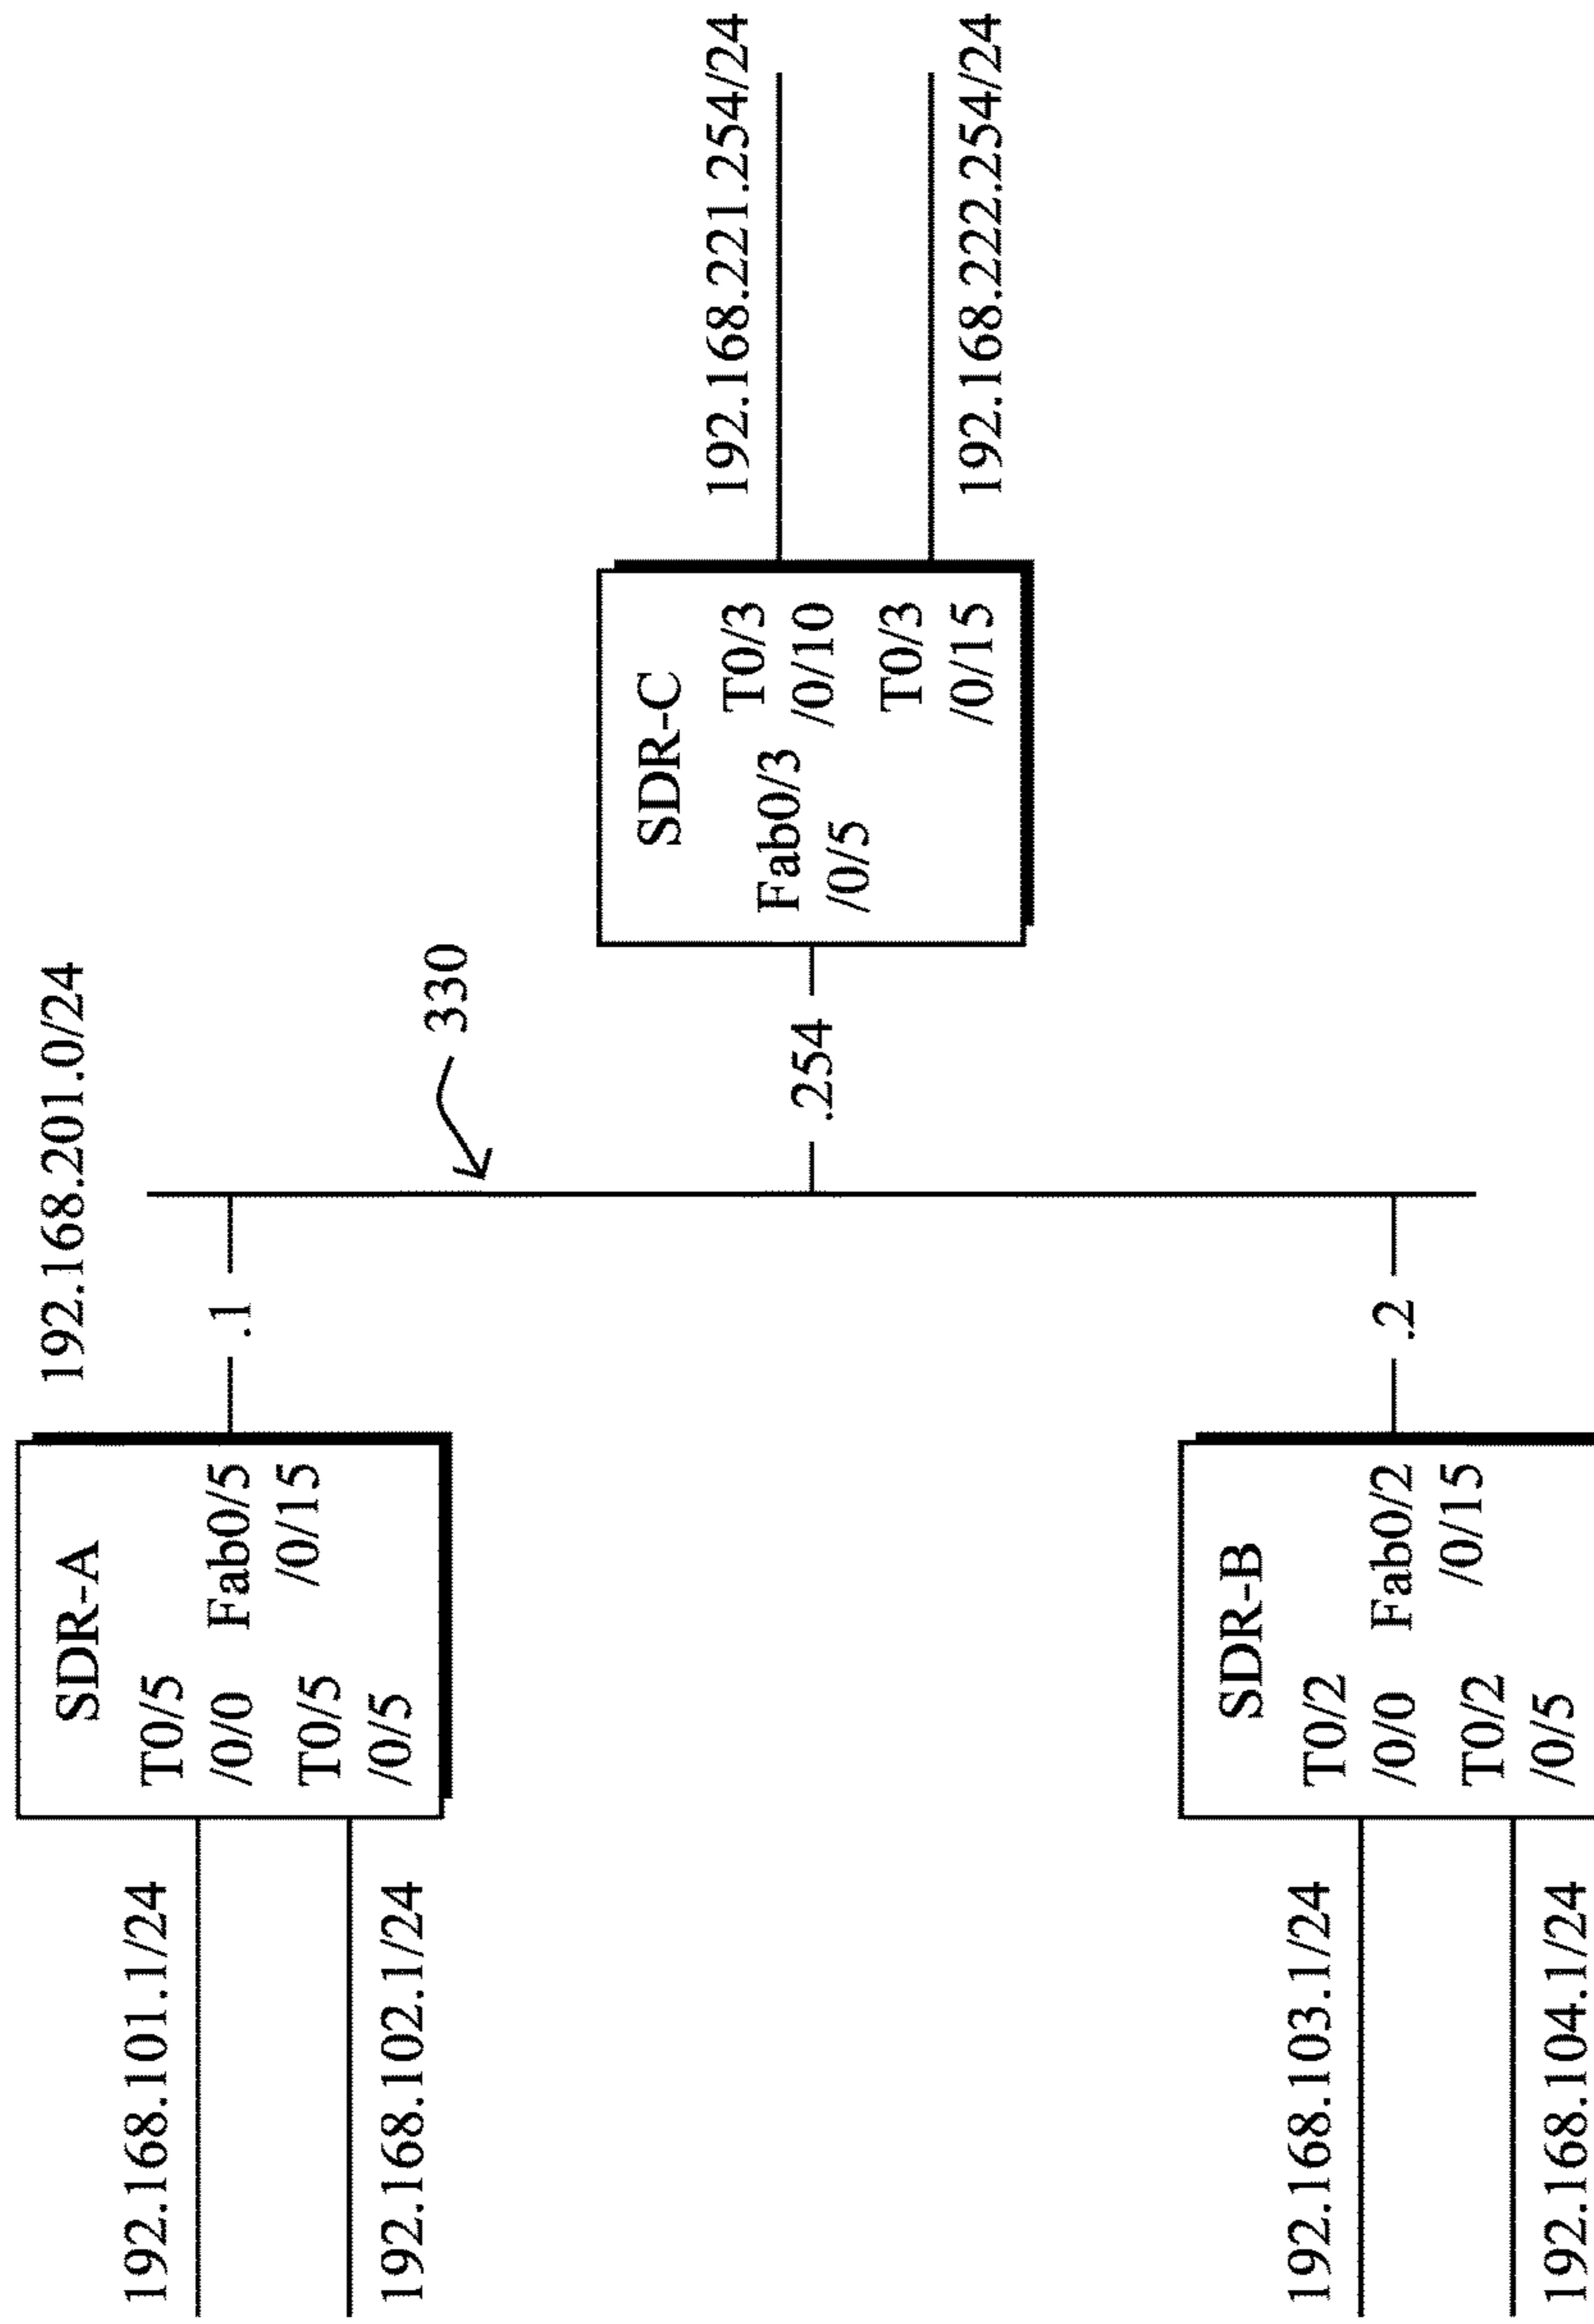 192.168.201.0/24
192.168.101.1/24
192.168.102.1/24
SDR-A
T0/5
/0/0
T0/5
/0/5
Fab0/5
/0/15
.1
330
.254
SDR-C
Fab0/3
/0/5
T0/3
/0/10
T0/3
/0/15
192.168.221.254/24
192.168.222.254/24
192.168.103.1/24
192.168.104.1/24
SDR-B
T0/2
/0/0
T0/2
/0/5
Fab0/2
/0/15
.2